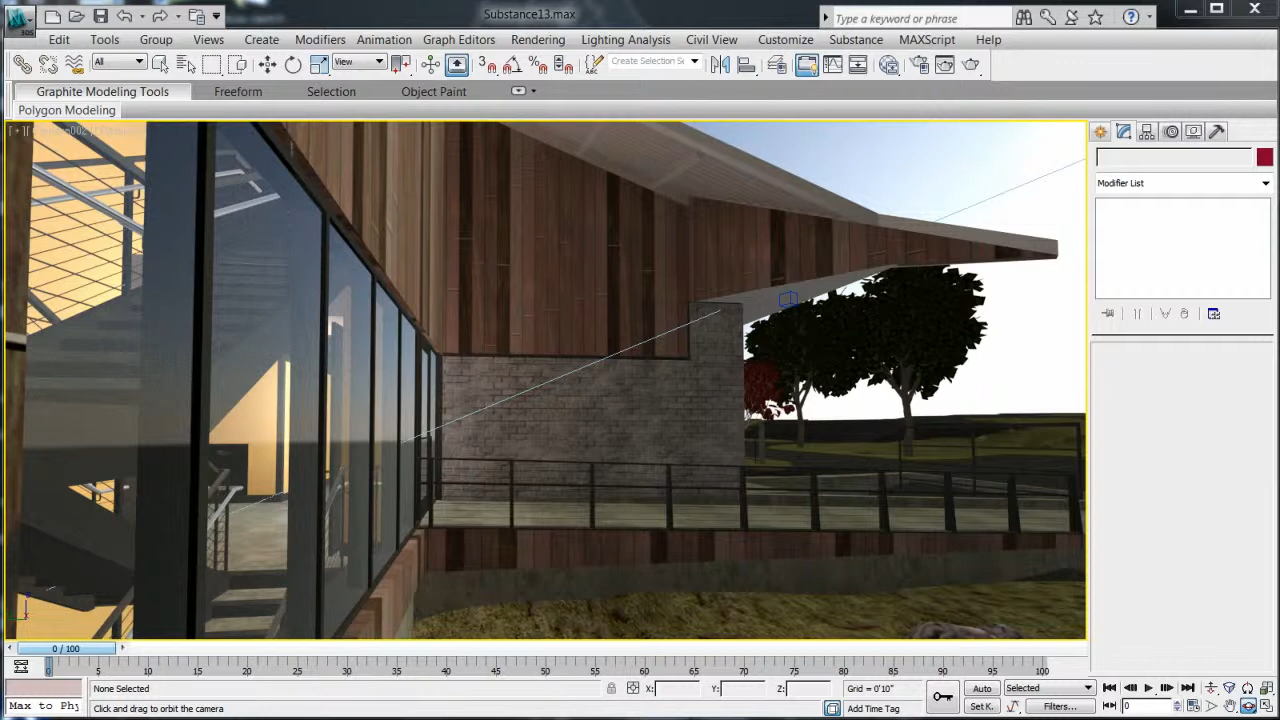 Substance13.max
Type a keyword or phrase
3DS
Edit Tools Group Views Create Modifiers Animation Graph Editors Rendering Lighting Analysis Civil View Customize Substance MAXScript Help
All View 3 ABC Create Selection Se
Graphite Modeling Tools Freeform Selection Object Paint
Polygon Modeling
Modifier List
0 / 100
0 5 10 15 20 25 30 35 40 45 50 55 60 65 70 75 80 85 90 95 100
None Selected X: Y: Z: Grid = 0'10" Auto Selected
Max to Phy Click and drag to orbit the camera Add Time Tag Set K. Filters... 0